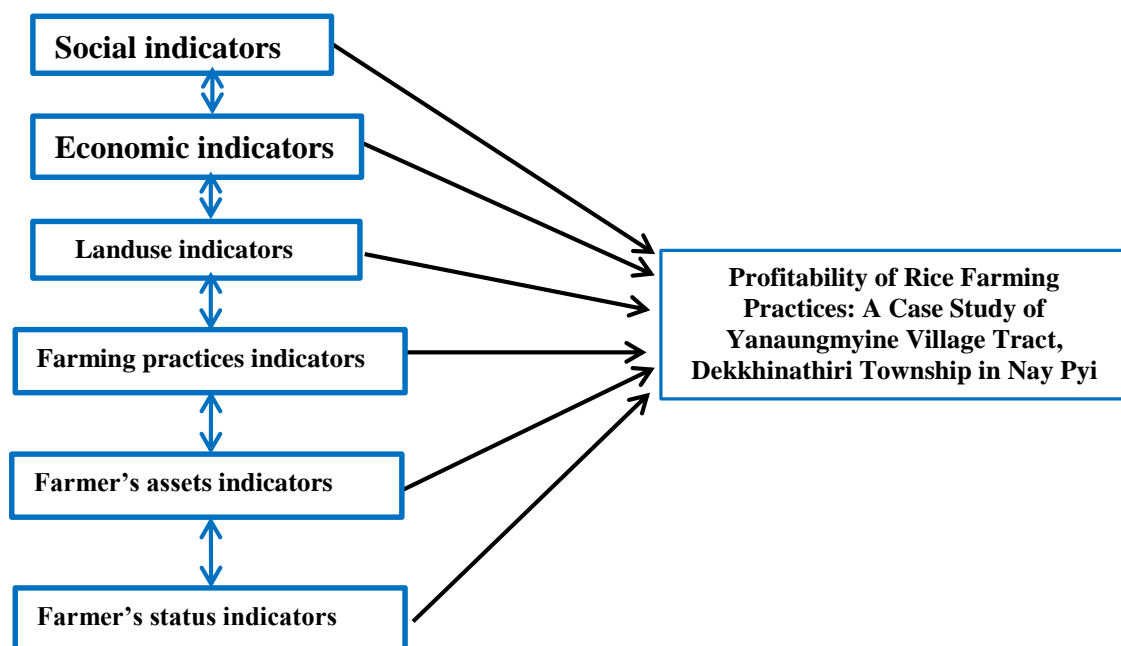 Social indicators
Economic indicators
Landuse indicators
Farming practices indicators
Farmer’s assets indicators
Farmer’s status indicators
Profitability of Rice Farming
Practices: A Case Study of
Yanaungmyine Village Tract,
Dekkhinathiri Township in Nay Pyi